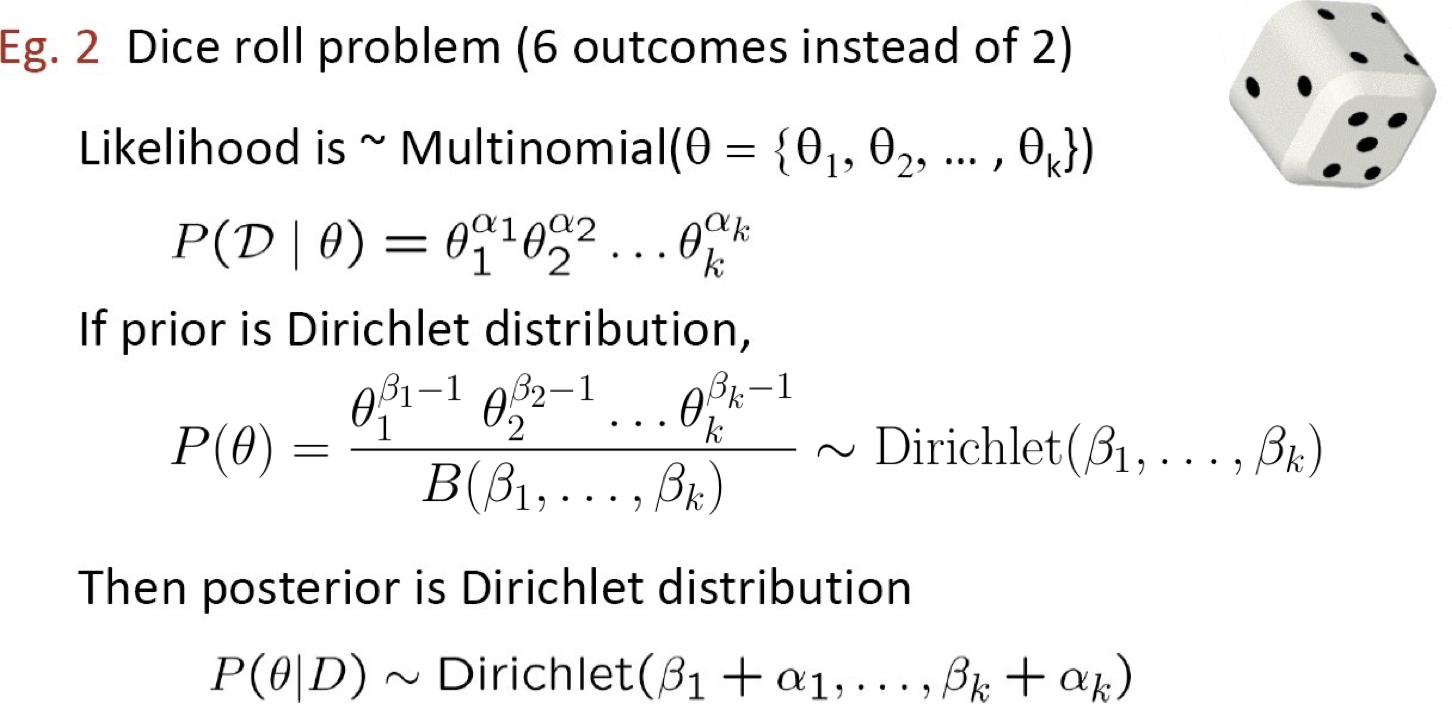 Eg. 2 Dice roll problem (6 outcomes instead of 2)
Likelihood is ~ Multinomial(θ = {θ₁, θ₂, … , θₖ})
P(𝒟 | θ) = θ₁^{α₁} θ₂^{α₂} … θₖ^{αₖ}
If prior is Dirichlet distribution,
P(θ) = \frac{θ₁^{β₁−1} θ₂^{β₂−1} … θₖ^{βₖ−1}}{B(β₁, … , βₖ)} ∼ Dirichlet(β₁, … , βₖ)
Then posterior is Dirichlet distribution
P(θ|D) ∼ Dirichlet(β₁ + α₁, … , βₖ + αₖ)